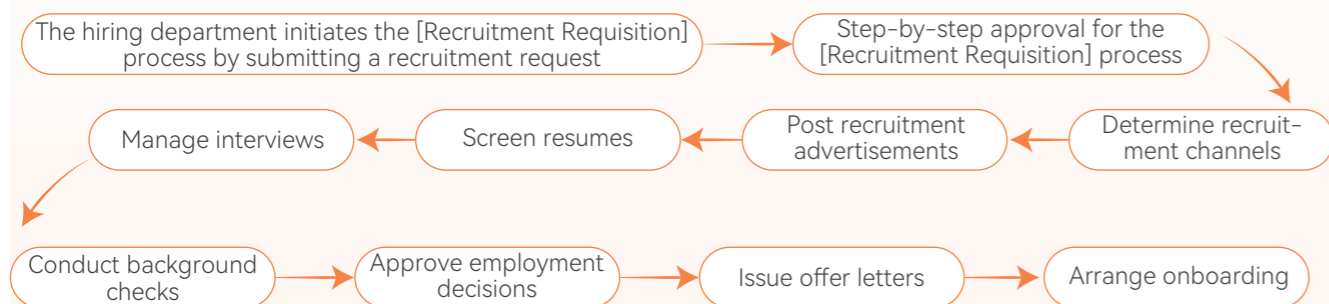 The hiring department initiates the [Recruitment Requisition]
process by submitting a recruitment request
Step-by-step approval for the
[Recruitment Requisition] process
Determine recruit-
ment channels
Post recruitment
advertisements
Screen resumes
Manage interviews
Conduct background
checks
Approve employment
decisions
Issue offer letters
Arrange onboarding